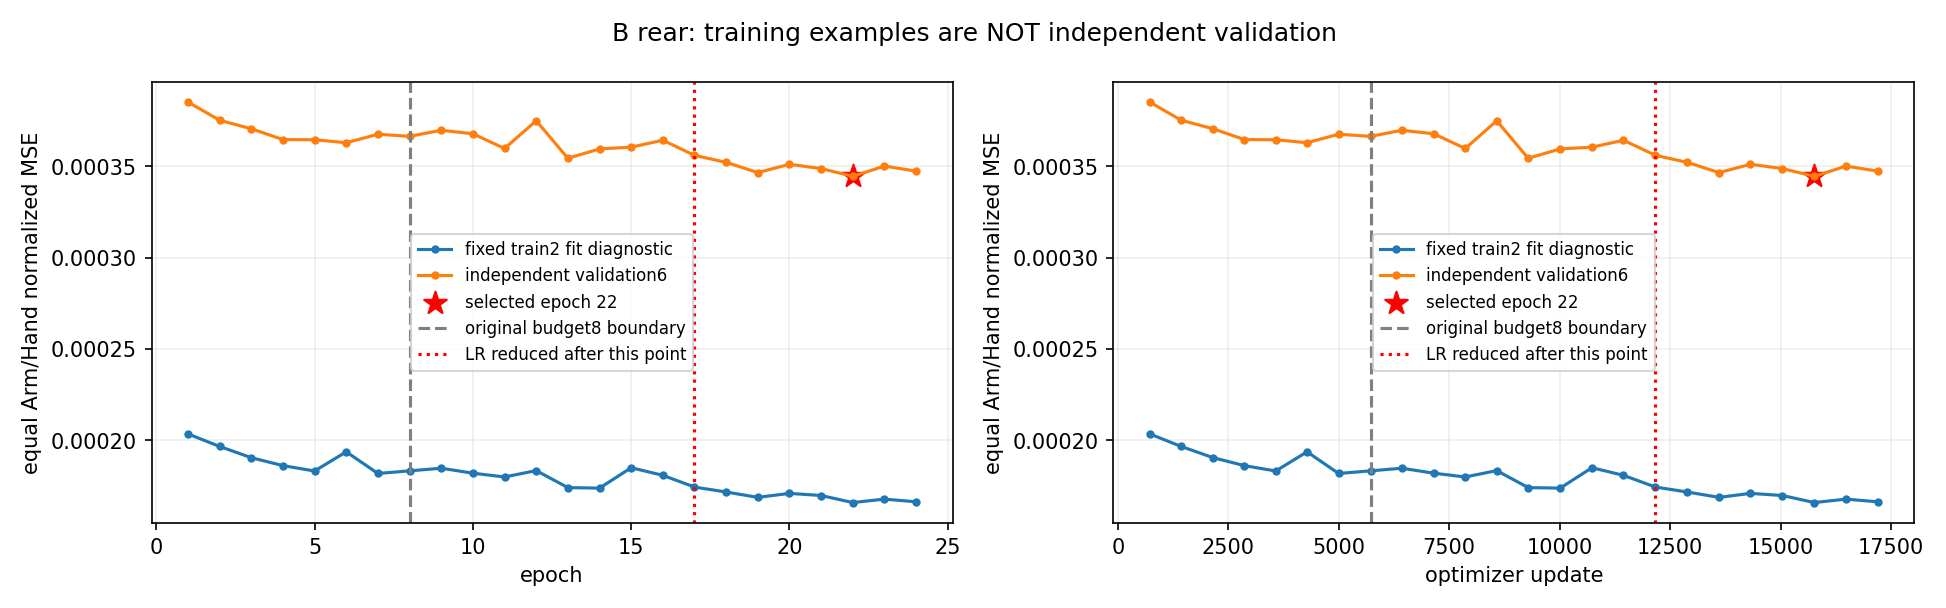 B rear: training examples are NOT independent validation
equal Arm/Hand normalized MSE
0.00035
0.00030
0.00025
0.00020
fixed train2 fit diagnostic
independent validation6
selected epoch 22
original budget8 boundary
LR reduced after this point
0 5 10 15 20 25
epoch
equal Arm/Hand normalized MSE
0.00035
0.00030
0.00025
0.00020
fixed train2 fit diagnostic
independent validation6
selected epoch 22
original budget8 boundary
LR reduced after this point
0 2500 5000 7500 10000 12500 15000 17500
optimizer update